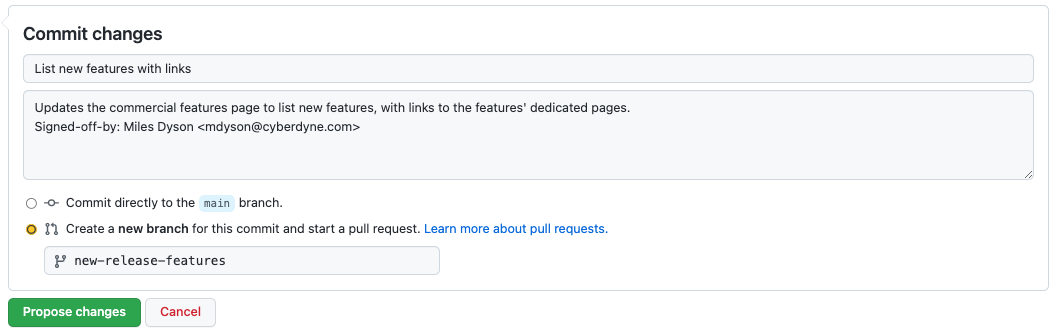 Commit changes
List new features with links
Updates the commercial features page to list new features, with links to the features' dedicated pages.
Signed-off-by: Miles Dyson <mdyson@cyberdyne.com>
Commit directly to the main branch.
Create a new branch for this commit and start a pull request. Learn more about pull requests.
new-release-features
Propose changes Cancel